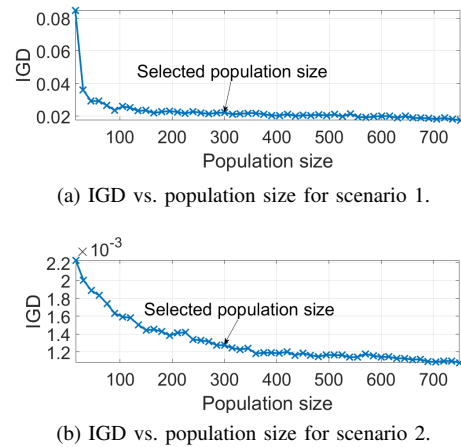 0.08
0.06
0.04
0.02
IGD
Selected population size
100 200 300 400 500 600 700
Population size
(a) IGD vs. population size for scenario 1.
× 10⁻³
2.2
2
1.8
1.6
1.4
1.2
IGD
Selected population size
100 200 300 400 500 600 700
Population size
(b) IGD vs. population size for scenario 2.